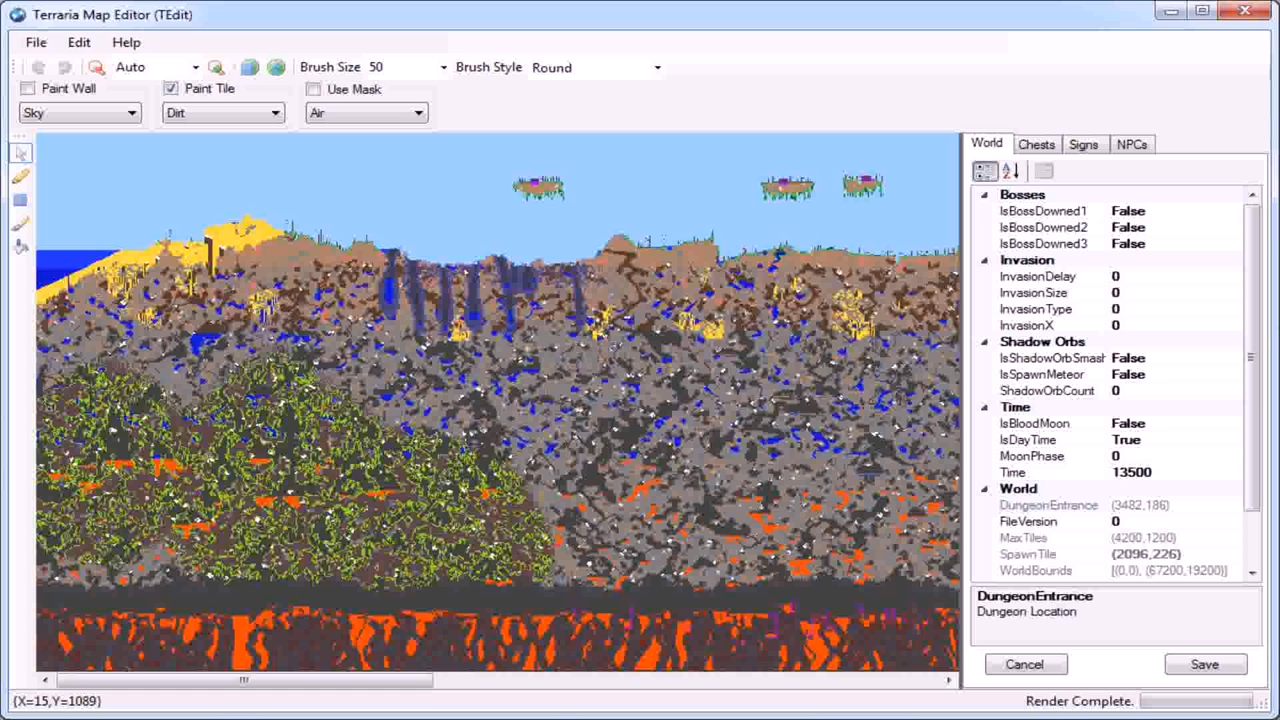 Terraria Map Editor (TEdit)
File Edit Help
Auto Brush Size 50 Brush Style Round
Paint Wall Paint Tile Use Mask
Sky Dirt Air
World Chests Signs NPCs
Bosses
IsBossDowned1 False
IsBossDowned2 False
IsBossDowned3 False
Invasion
InvasionDelay 0
InvasionSize 0
InvasionType 0
InvasionX 0
Shadow Orbs
IsShadowOrbSmash False
IsSpawnMeteor False
ShadowOrbCount 0
Time
IsBloodMoon False
IsDayTime True
MoonPhase 0
Time 13500
World
DungeonEntrance (3482,186)
FileVersion 0
MaxTiles (4200,1200)
SpawnTile (2096,226)
WorldBounds [(0,0), (67200,19200)]
DungeonEntrance
Dungeon Location
Cancel Save
{X=15,Y=1089} Render Complete.